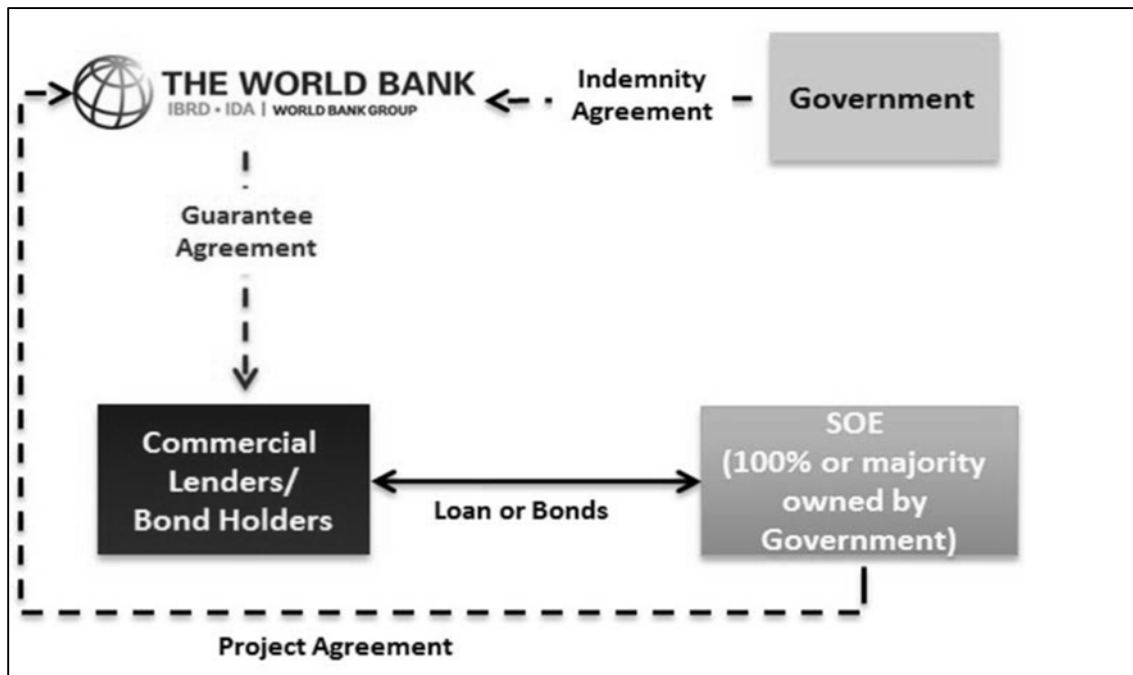 THE WORLD BANK
IBRD • IDA | WORLD BANK GROUP
Indemnity
Agreement
Government
Guarantee
Agreement
Commercial
Lenders/
Bond Holders
Loan or Bonds
SOE
(100% or majority
owned by
Government)
Project Agreement